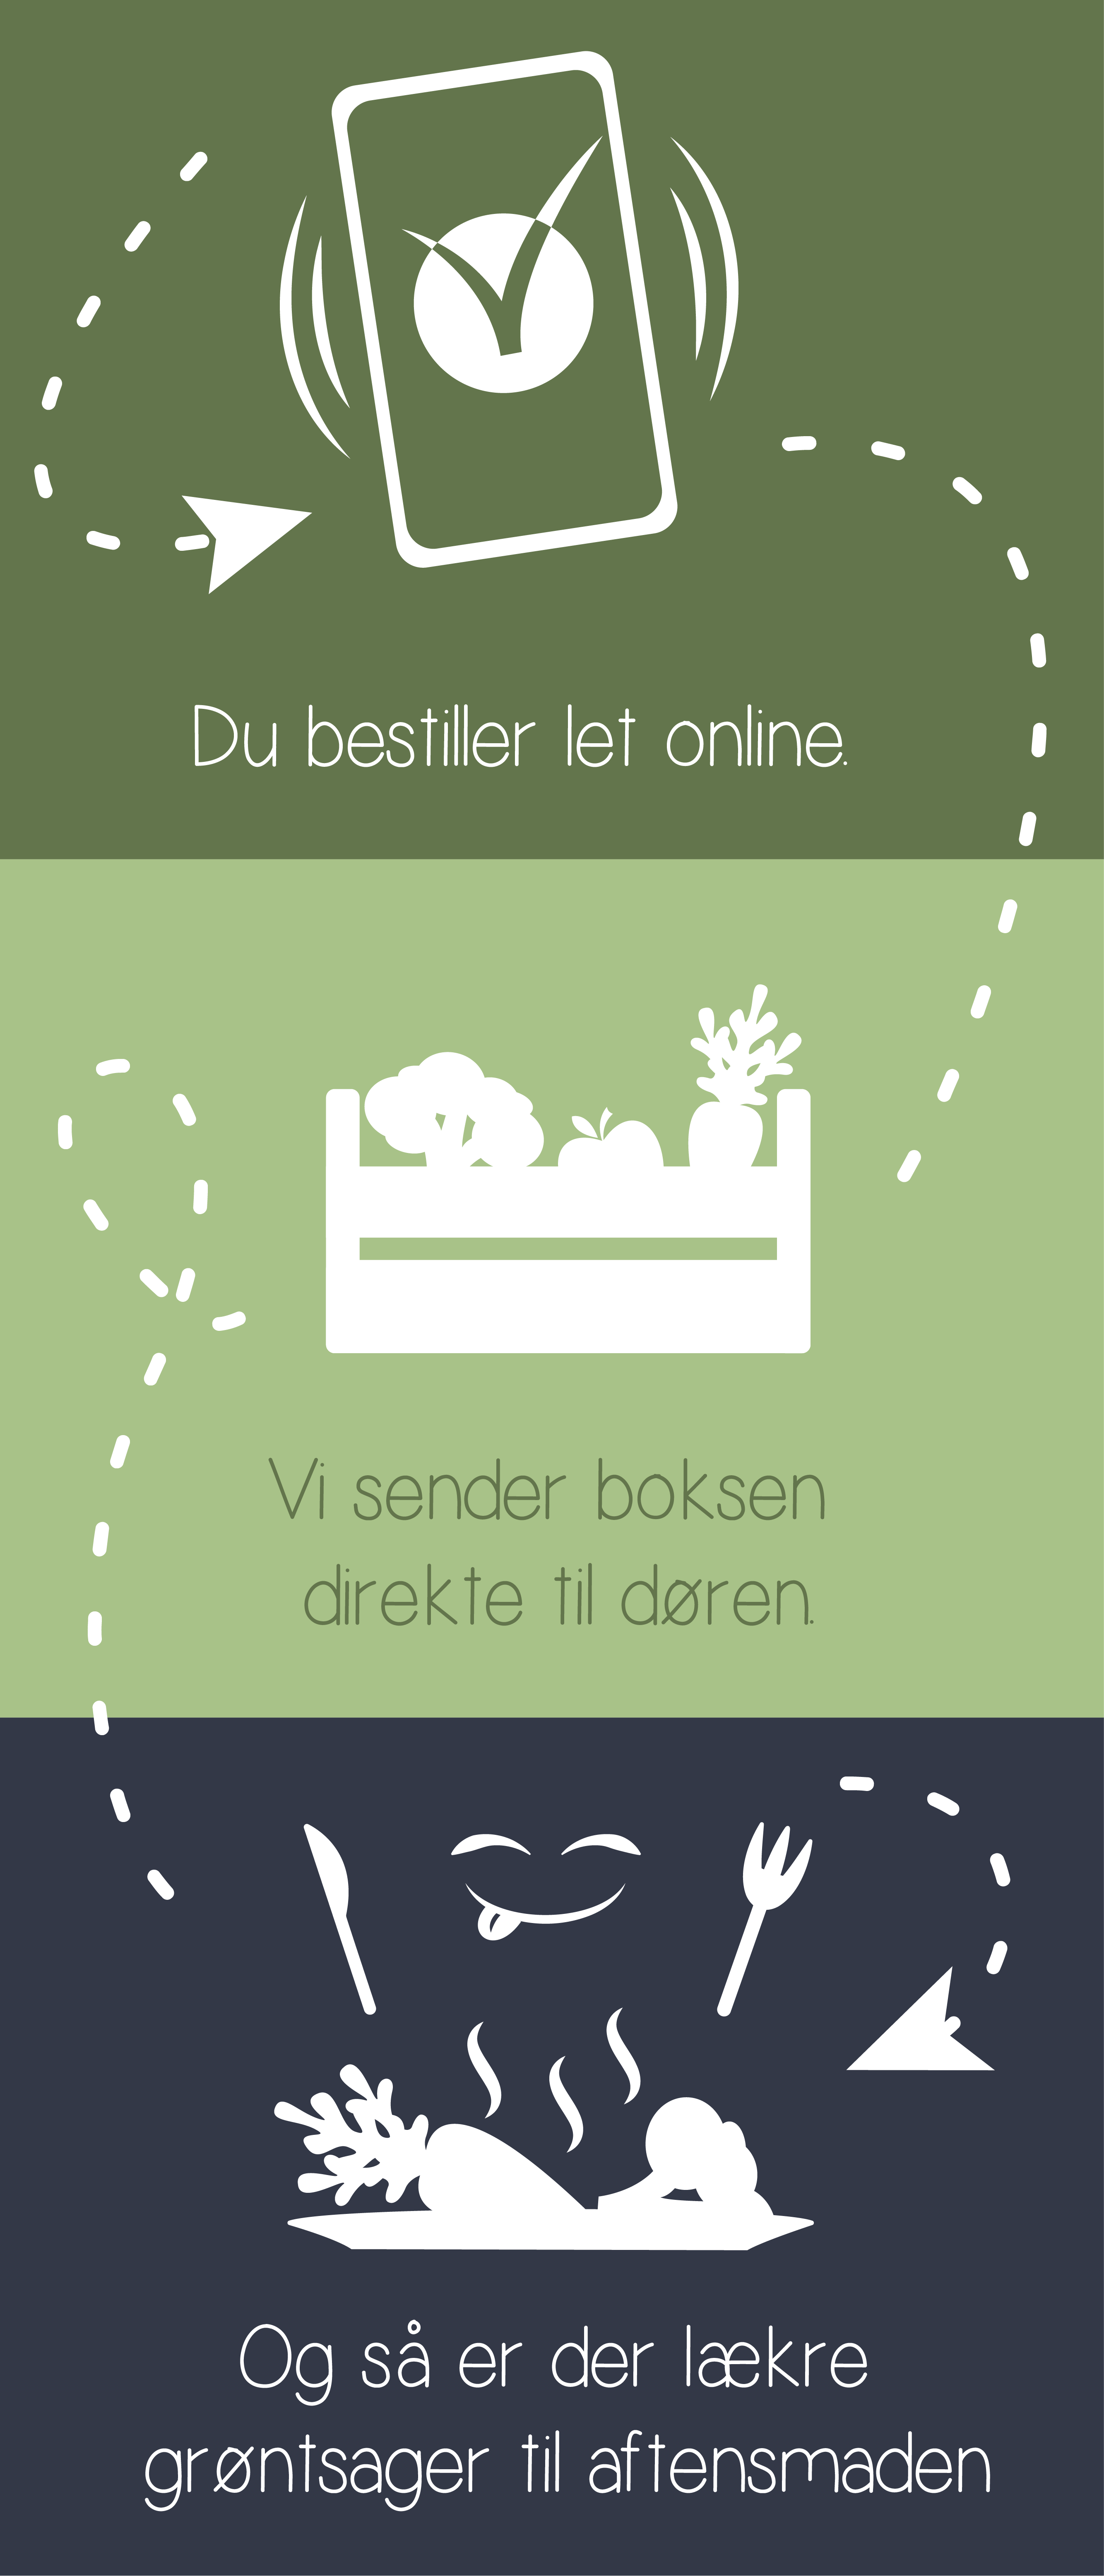 Du bestiller let online.
Vi sender boksen
direkte til døren.
Og så er der lækre
grøntsager til aftensmaden